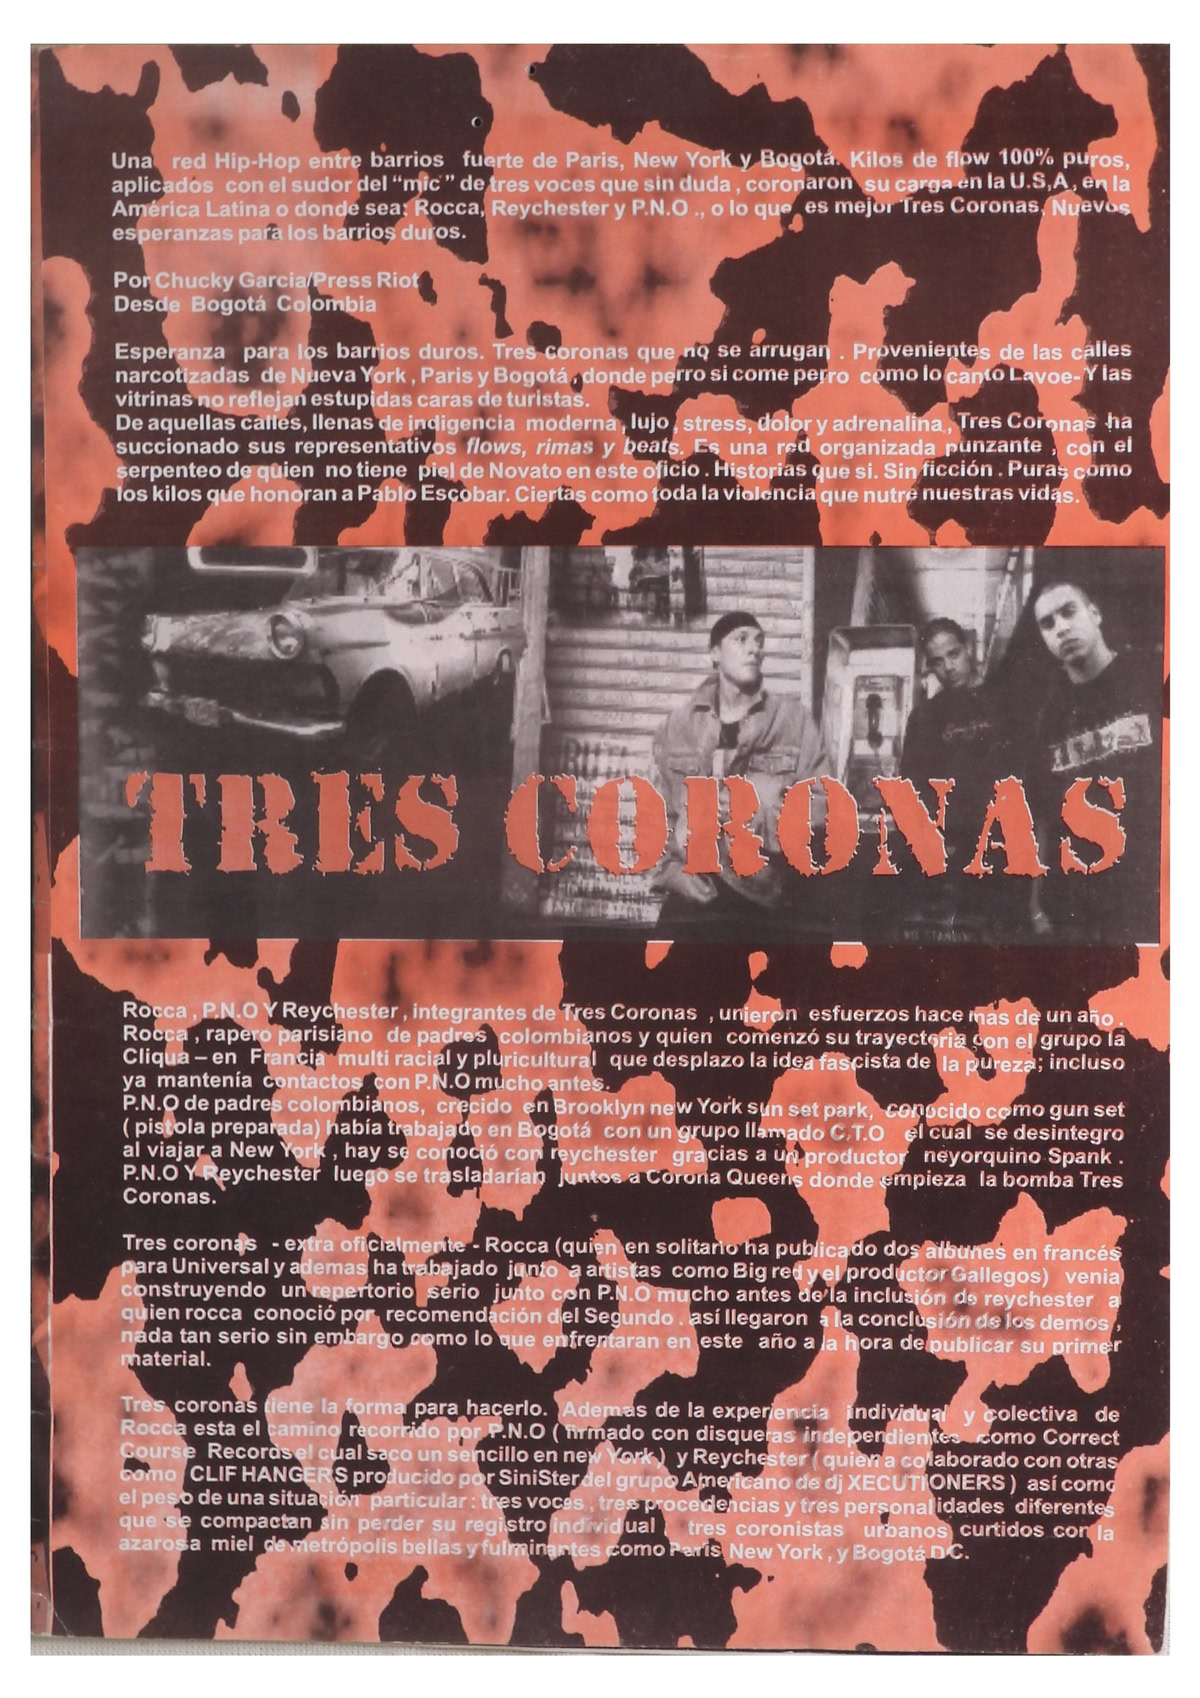 Una red Hip-Hop entre barrios fuerte de Paris, New York y Bogotá. Kilos de flow 100% puros,
aplicados con el sudor del "mic" de tres voces que sin duda , coronaron su carga en la U.S,A , en la
América Latina o donde sea; Rocca, Reychester y P.N.O ., o lo que es mejor Tres Coronas, Nuevos
esperanzas para los barrios duros.
Por Chucky Garcia/Press Riot
Desde Bogotá Colombia
Esperanza para los barrios duros. Tres coronas que no se arrugan . Provenientes de las calles
narcotizadas de Nueva York , Paris y Bogotá , donde perro si come perro como lo canto Lavoe- Y las
vitrinas no reflejan estupidas caras de turistas.
De aquellas calles, llenas de indigencia moderna , lujo , stress, dolor y adrenalina , Tres Coronas ha
succionado sus representativos flows, rimas y beats. Es una red organizada punzante , con el
serpenteo de quien no tiene piel de Novato en este oficio . Historias que si. Sin ficción . Puras como
los kilos que honoran a Pablo Escobar. Ciertas como toda la violencia que nutre nuestras vidas.
TRES CORONAS
NO STANDING
Rocca , P.N.O Y Reychester , integrantes de Tres Coronas , unieron esfuerzos hace mas de un año .
Rocca , rapero parisiano de padres colombianos y quien comenzó su trayectoria con el grupo la
Cliqua – en Francia multi racial y pluricultural que desplazo la idea fascista de la pureza; incluso
ya mantenía contactos con P.N.O mucho antes.
P.N.O de padres colombianos, crecido en Brooklyn new York sun set park, conocido como gun set
( pistola preparada) había trabajado en Bogotá con un grupo llamado C.T.O el cual se desintegro
al viajar a New York , hay se conoció con reychester gracias a un productor neyorquino Spank .
P.N.O Y Reychester luego se trasladarían juntos a Corona Queens donde empieza la bomba Tres
Coronas.
Tres coronas - extra oficialmente - Rocca (quien en solitario ha publicado dos albunes en francés
para Universal y ademas ha trabajado junto a artistas como Big red y el productor Gallegos) venia
construyendo un repertorio serio junto con P.N.O mucho antes de la inclusión de reychester a
quien rocca conoció por recomendación del Segundo . así llegaron a la conclusión de los demos ,
nada tan serio sin embargo como lo que enfrentaran en este año a la hora de publicar su primer
material.
Tres coronas tiene la forma para hacerlo. Ademas de la experiencia individual y colectiva de
Rocca esta el camino recorrido por P.N.O ( firmado con disqueras independientes como Correct
Course Records el cual saco un sencillo en new York ) y Reychester ( quien a colaborado con otras
como CLIF HANGERS producido por SiniSter del grupo Americano de dj XECUTIONERS ) así como
el peso de una situación particular : tres voces , tres procedencias y tres personalidades diferentes
que se compactan sin perder su registro individual tres coronistas urbanos curtidos con la
azarosa miel de metrópolis bellas y fulminantes como Paris New York , y Bogotá D.C.